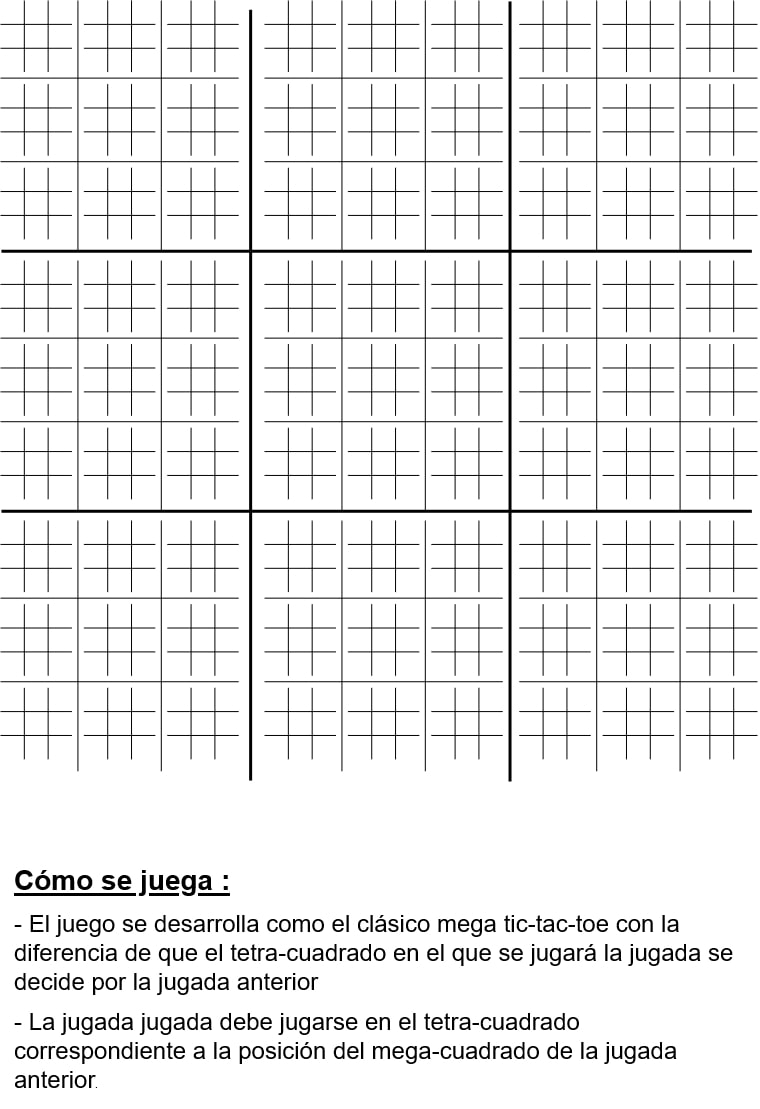 Cómo se juega :
- El juego se desarrolla como el clásico mega tic-tac-toe con la
diferencia de que el tetra-cuadrado en el que se jugará la jugada se
decide por la jugada anterior
- La jugada jugada debe jugarse en el tetra-cuadrado
correspondiente a la posición del mega-cuadrado de la jugada
anterior.